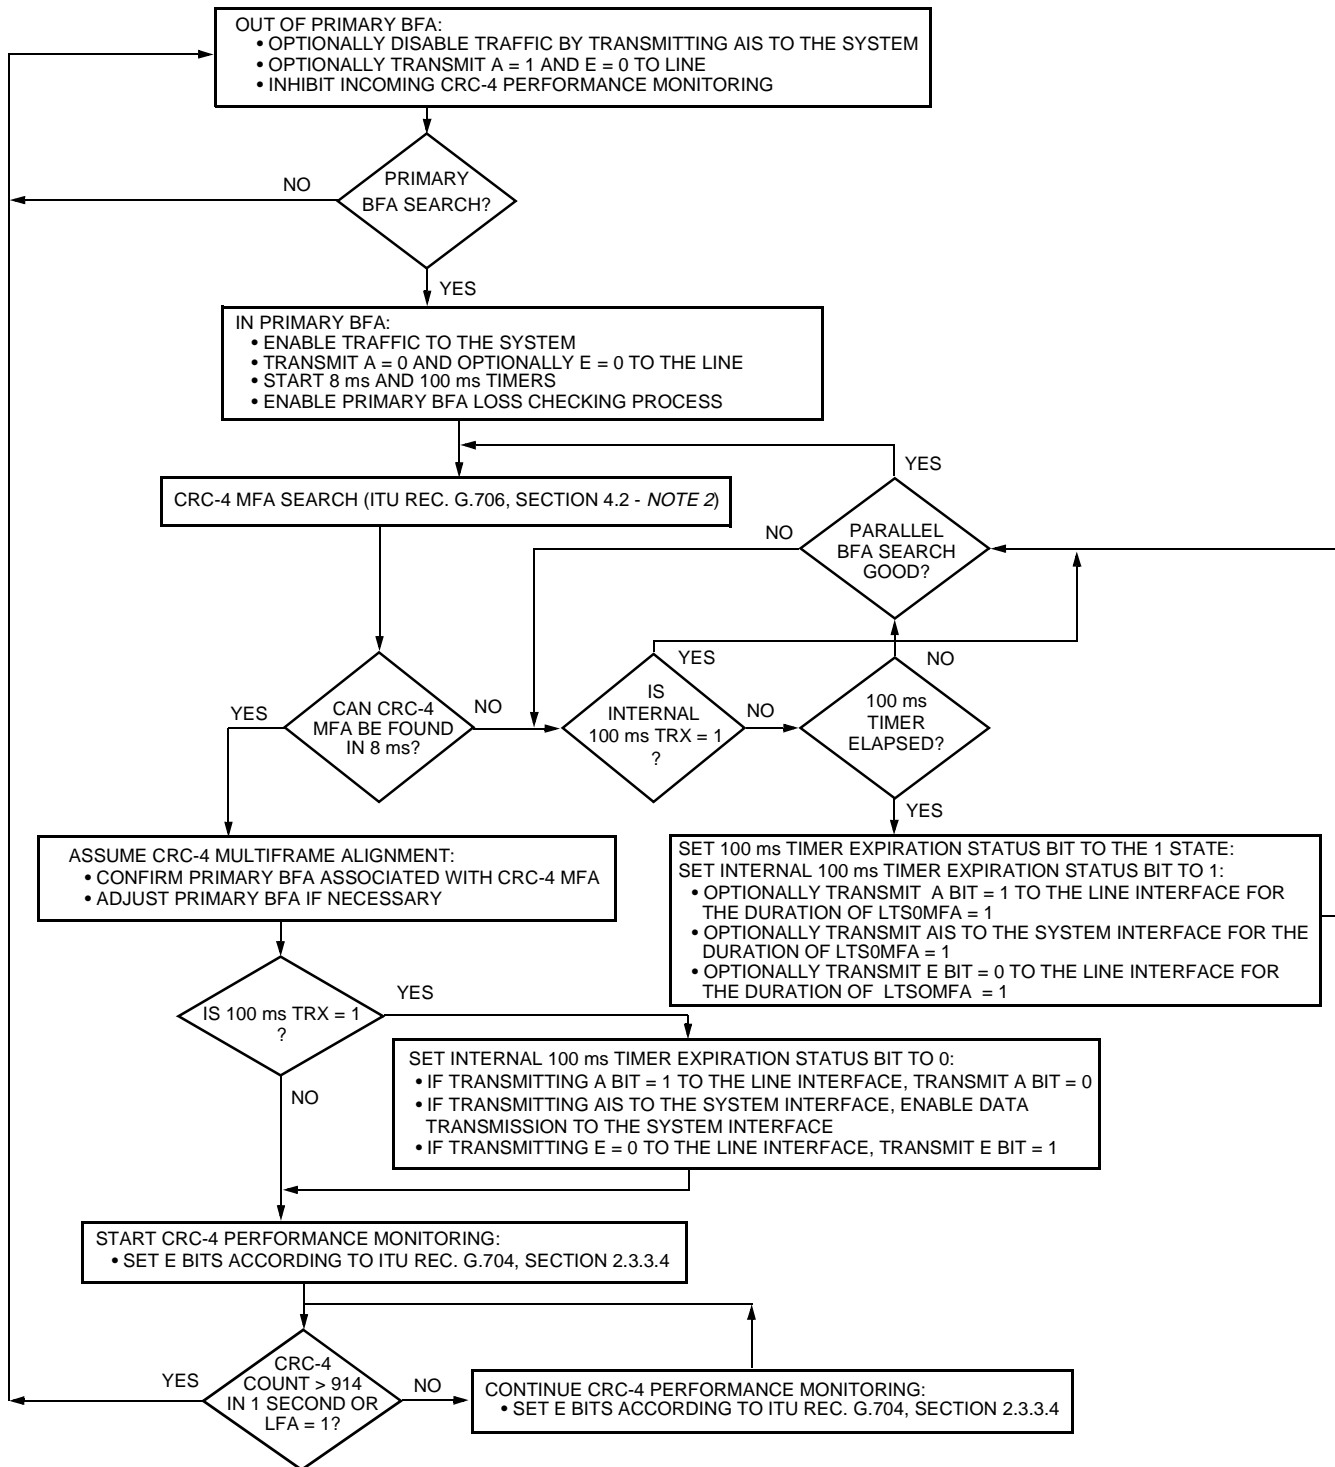 OUT OF PRIMARY BFA:
• OPTIONALLY DISABLE TRAFFIC BY TRANSMITTING AIS TO THE SYSTEM
• OPTIONALLY TRANSMIT A = 1 AND E = 0 TO LINE
• INHIBIT INCOMING CRC-4 PERFORMANCE MONITORING
NO
PRIMARY
BFA SEARCH?
YES
IN PRIMARY BFA:
• ENABLE TRAFFIC TO THE SYSTEM
• TRANSMIT A = 0 AND OPTIONALLY E = 0 TO THE LINE
• START 8 ms AND 100 ms TIMERS
• ENABLE PRIMARY BFA LOSS CHECKING PROCESS
YES
CRC-4 MFA SEARCH (ITU REC. G.706, SECTION 4.2 - NOTE 2)
NO
PARALLEL
BFA SEARCH
GOOD?
YES
CAN CRC-4
MFA BE FOUND
IN 8 ms?
NO
YES
IS
INTERNAL
100 ms TRX = 1
?
NO
NO
100 ms
TIMER
ELAPSED?
YES
ASSUME CRC-4 MULTIFRAME ALIGNMENT:
• CONFIRM PRIMARY BFA ASSOCIATED WITH CRC-4 MFA
• ADJUST PRIMARY BFA IF NECESSARY
SET 100 ms TIMER EXPIRATION STATUS BIT TO THE 1 STATE:
SET INTERNAL 100 ms TIMER EXPIRATION STATUS BIT TO 1:
• OPTIONALLY TRANSMIT A BIT = 1 TO THE LINE INTERFACE FOR
THE DURATION OF LTS0MFA = 1
• OPTIONALLY TRANSMIT AIS TO THE SYSTEM INTERFACE FOR THE
DURATION OF LTS0MFA = 1
• OPTIONALLY TRANSMIT E BIT = 0 TO THE LINE INTERFACE FOR
THE DURATION OF LTSOMFA = 1
IS 100 ms TRX = 1
?
YES
NO
SET INTERNAL 100 ms TIMER EXPIRATION STATUS BIT TO 0:
• IF TRANSMITTING A BIT = 1 TO THE LINE INTERFACE, TRANSMIT A BIT = 0
• IF TRANSMITTING AIS TO THE SYSTEM INTERFACE, ENABLE DATA
TRANSMISSION TO THE SYSTEM INTERFACE
• IF TRANSMITTING E = 0 TO THE LINE INTERFACE, TRANSMIT E BIT = 1
START CRC-4 PERFORMANCE MONITORING:
• SET E BITS ACCORDING TO ITU REC. G.704, SECTION 2.3.3.4
YES
CRC-4
COUNT > 914
IN 1 SECOND OR
LFA = 1?
NO
CONTINUE CRC-4 PERFORMANCE MONITORING:
• SET E BITS ACCORDING TO ITU REC. G.704, SECTION 2.3.3.4